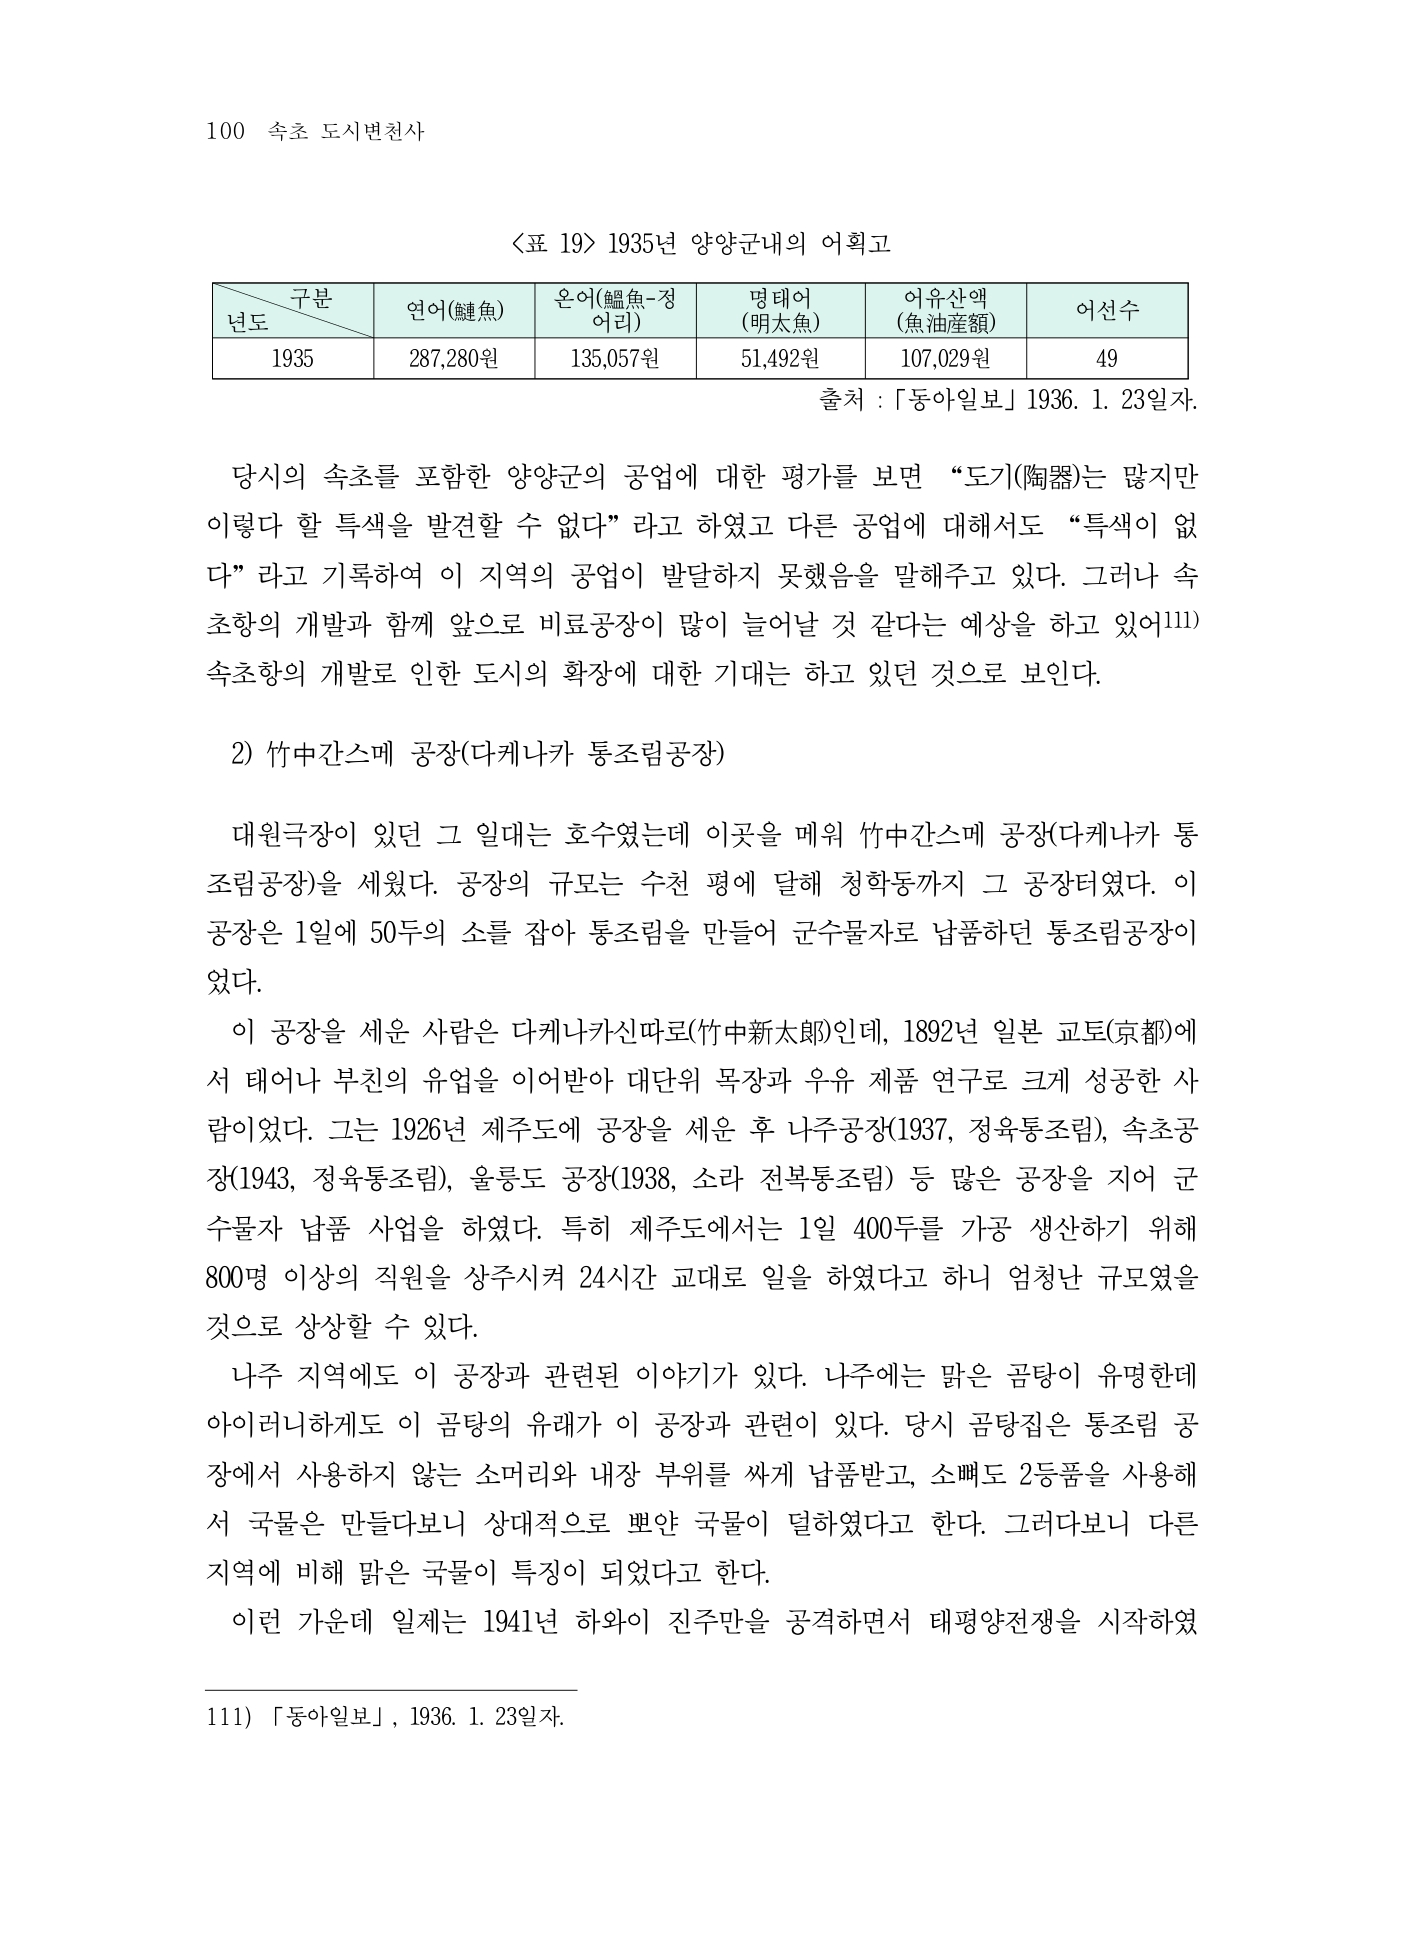 100 속초 도시변천사
<표 19> 1935년 양양군내의 어획고
구분
년도
연어(鰱魚)
온어(鰮魚-정
어리)
명태어
(明太魚)
어유산액
(魚油産額)
어선수
1935
287,280원
135,057원
51,492원
107,029원
49
출처 :「동아일보」1936. 1. 23일자.
당시의 속초를 포함한 양양군의 공업에 대한 평가를 보면 “도기(陶器)는 많지만
이렇다 할 특색을 발견할 수 없다” 라고 하였고 다른 공업에 대해서도 “특색이 없
다” 라고 기록하여 이 지역의 공업이 발달하지 못했음을 말해주고 있다. 그러나 속
초항의 개발과 함께 앞으로 비료공장이 많이 늘어날 것 같다는 예상을 하고 있어111)
속초항의 개발로 인한 도시의 확장에 대한 기대는 하고 있던 것으로 보인다.
2) 竹中간스메 공장(다케나카 통조림공장)
대원극장이 있던 그 일대는 호수였는데 이곳을 메워 竹中간스메 공장(다케나카 통
조림공장)을 세웠다. 공장의 규모는 수천 평에 달해 청학동까지 그 공장터였다. 이
공장은 1일에 50두의 소를 잡아 통조림을 만들어 군수물자로 납품하던 통조림공장이
었다.
이 공장을 세운 사람은 다케나카신따로(竹中新太郞)인데, 1892년 일본 교토(京都)에
서 태어나 부친의 유업을 이어받아 대단위 목장과 우유 제품 연구로 크게 성공한 사
람이었다. 그는 1926년 제주도에 공장을 세운 후 나주공장(1937, 정육통조림), 속초공
장(1943, 정육통조림), 울릉도 공장(1938, 소라 전복통조림) 등 많은 공장을 지어 군
수물자 납품 사업을 하였다. 특히 제주도에서는 1일 400두를 가공 생산하기 위해
800명 이상의 직원을 상주시켜 24시간 교대로 일을 하였다고 하니 엄청난 규모였을
것으로 상상할 수 있다.
나주 지역에도 이 공장과 관련된 이야기가 있다. 나주에는 맑은 곰탕이 유명한데
아이러니하게도 이 곰탕의 유래가 이 공장과 관련이 있다. 당시 곰탕집은 통조림 공
장에서 사용하지 않는 소머리와 내장 부위를 싸게 납품받고, 소뼈도 2등품을 사용해
서 국물은 만들다보니 상대적으로 뽀얀 국물이 덜하였다고 한다. 그러다보니 다른
지역에 비해 맑은 국물이 특징이 되었다고 한다.
이런 가운데 일제는 1941년 하와이 진주만을 공격하면서 태평양전쟁을 시작하였
111) 「동아일보」, 1936. 1. 23일자.